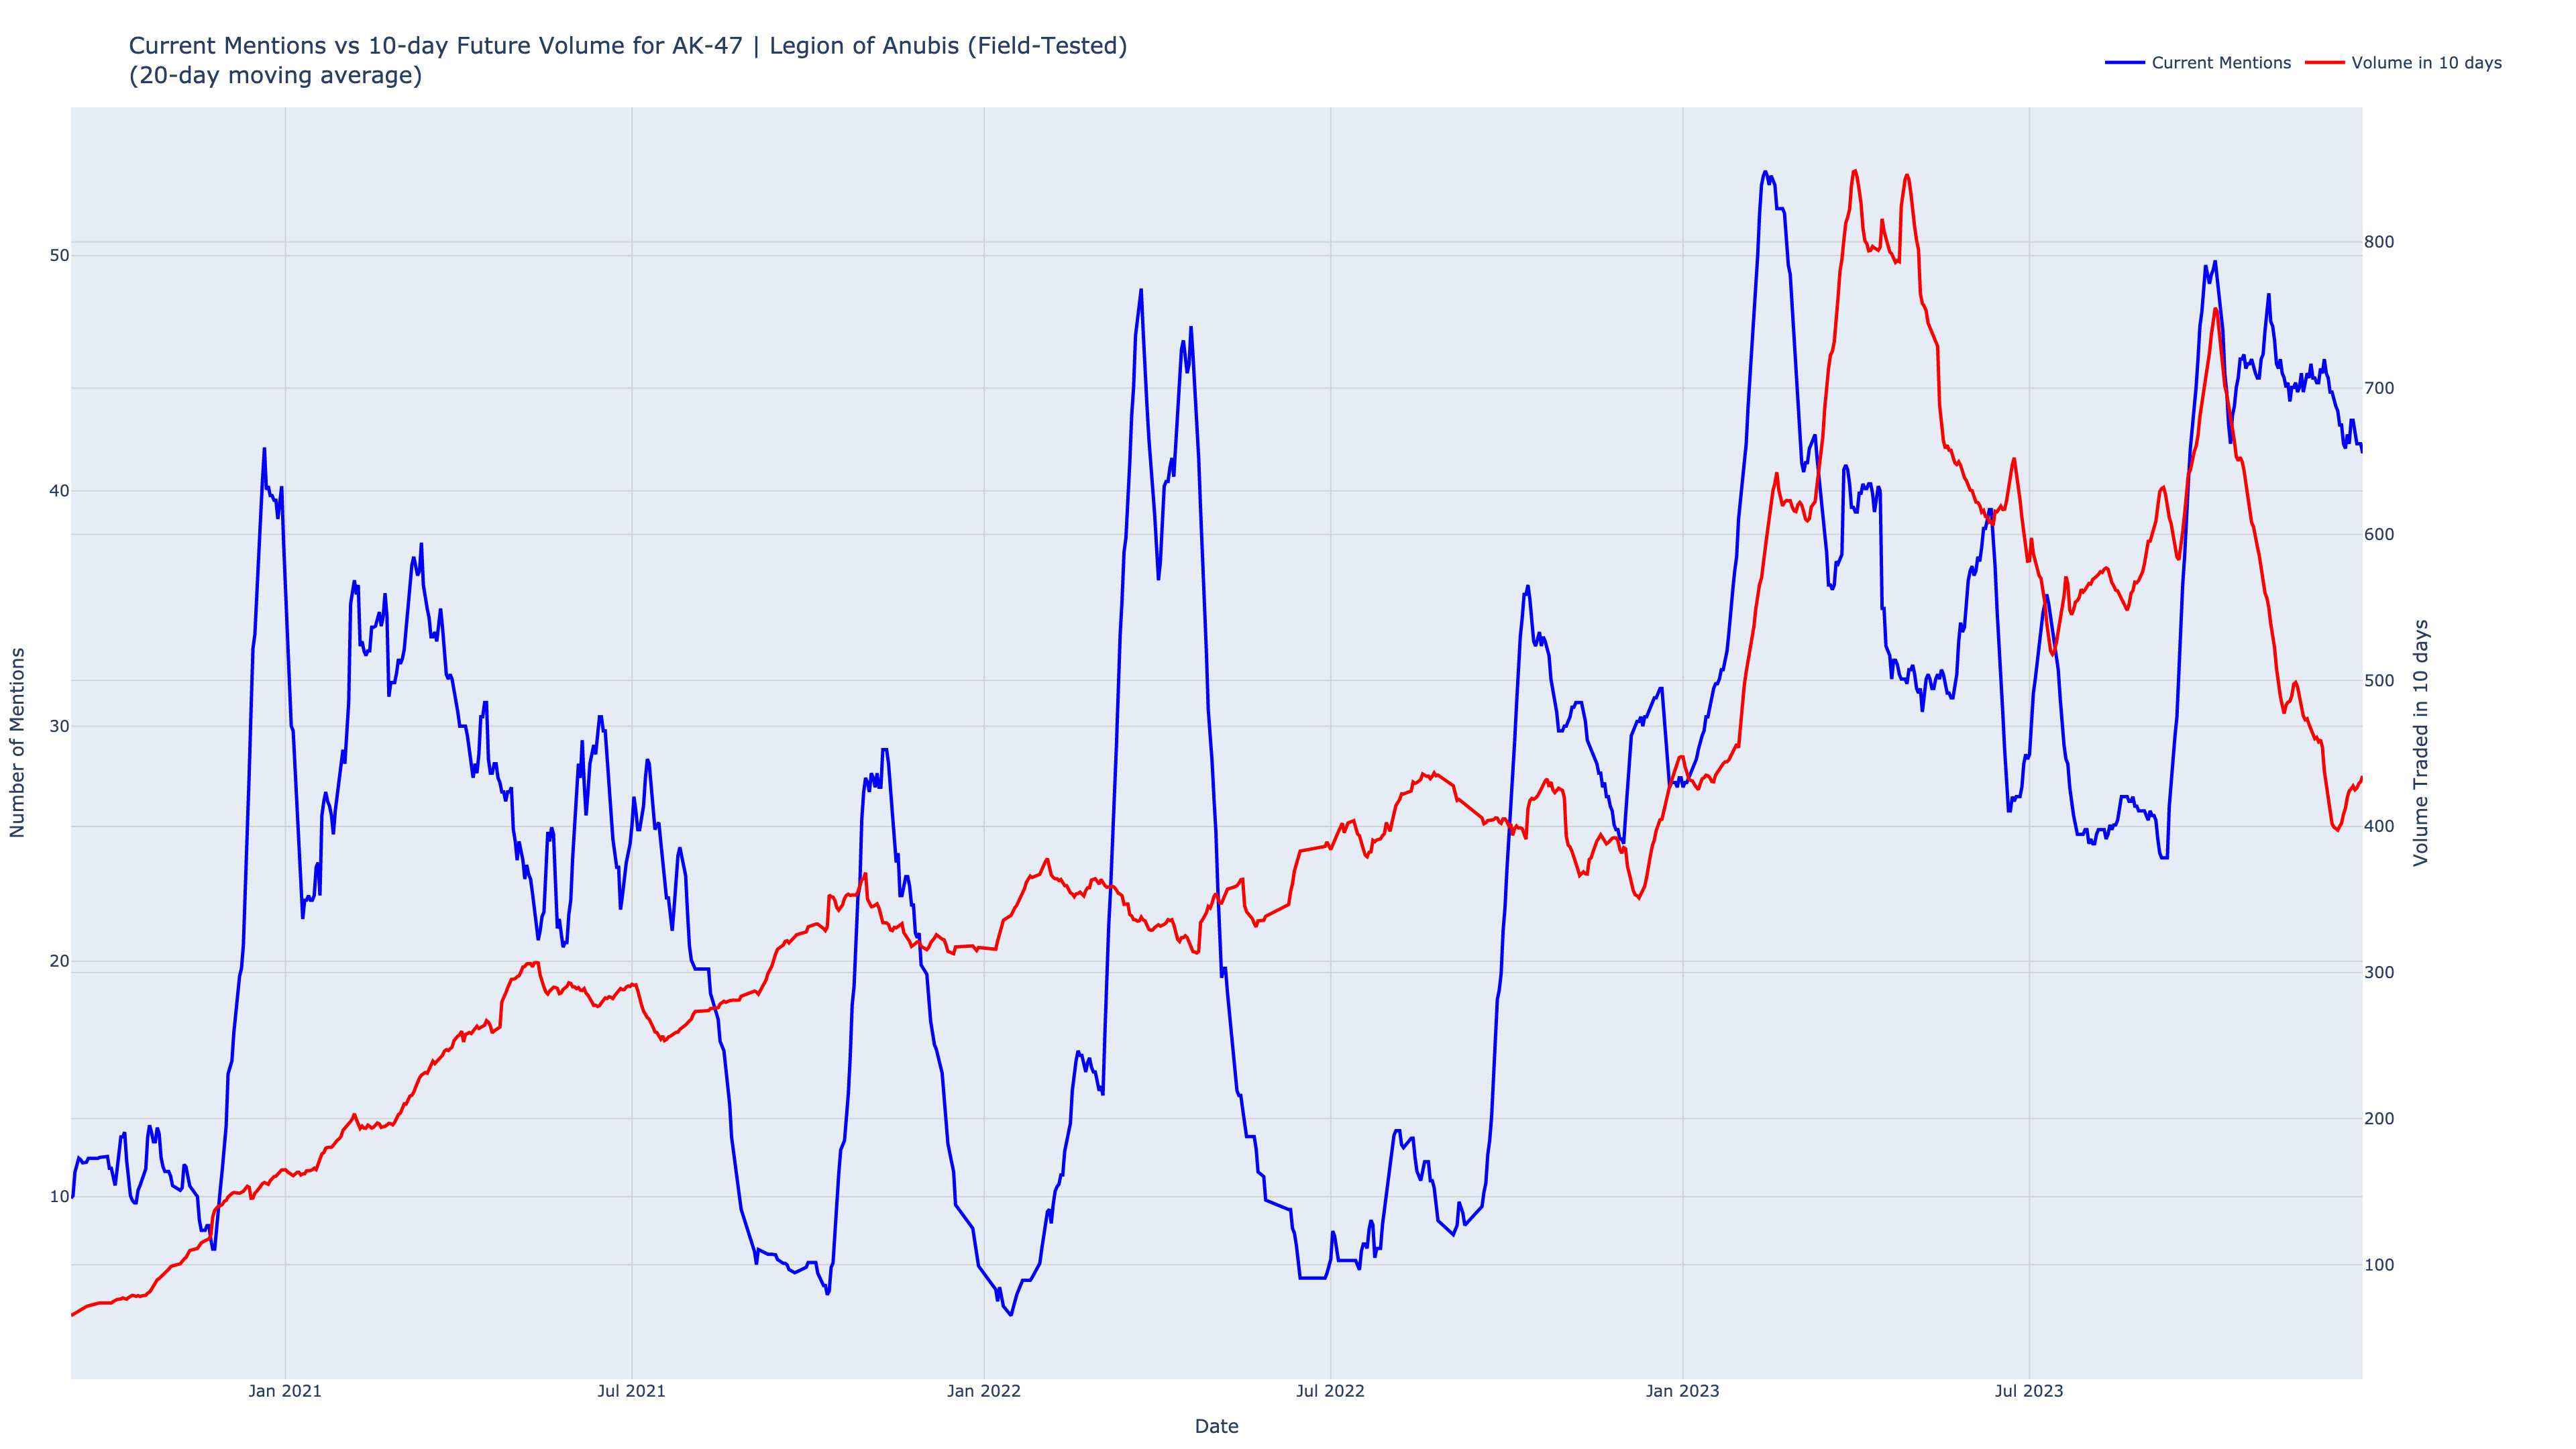 Current Mentions vs 10-day Future Volume for AK-47 | Legion of Anubis (Field-Tested)
(20-day moving average)
Current Mentions
Volume in 10 days
50
40
30
20
10
Number of Mentions
800
700
600
500
400
300
200
100
Volume Traded in 10 days
Jan 2021
Jul 2021
Jan 2022
Jul 2022
Jan 2023
Jul 2023
Date